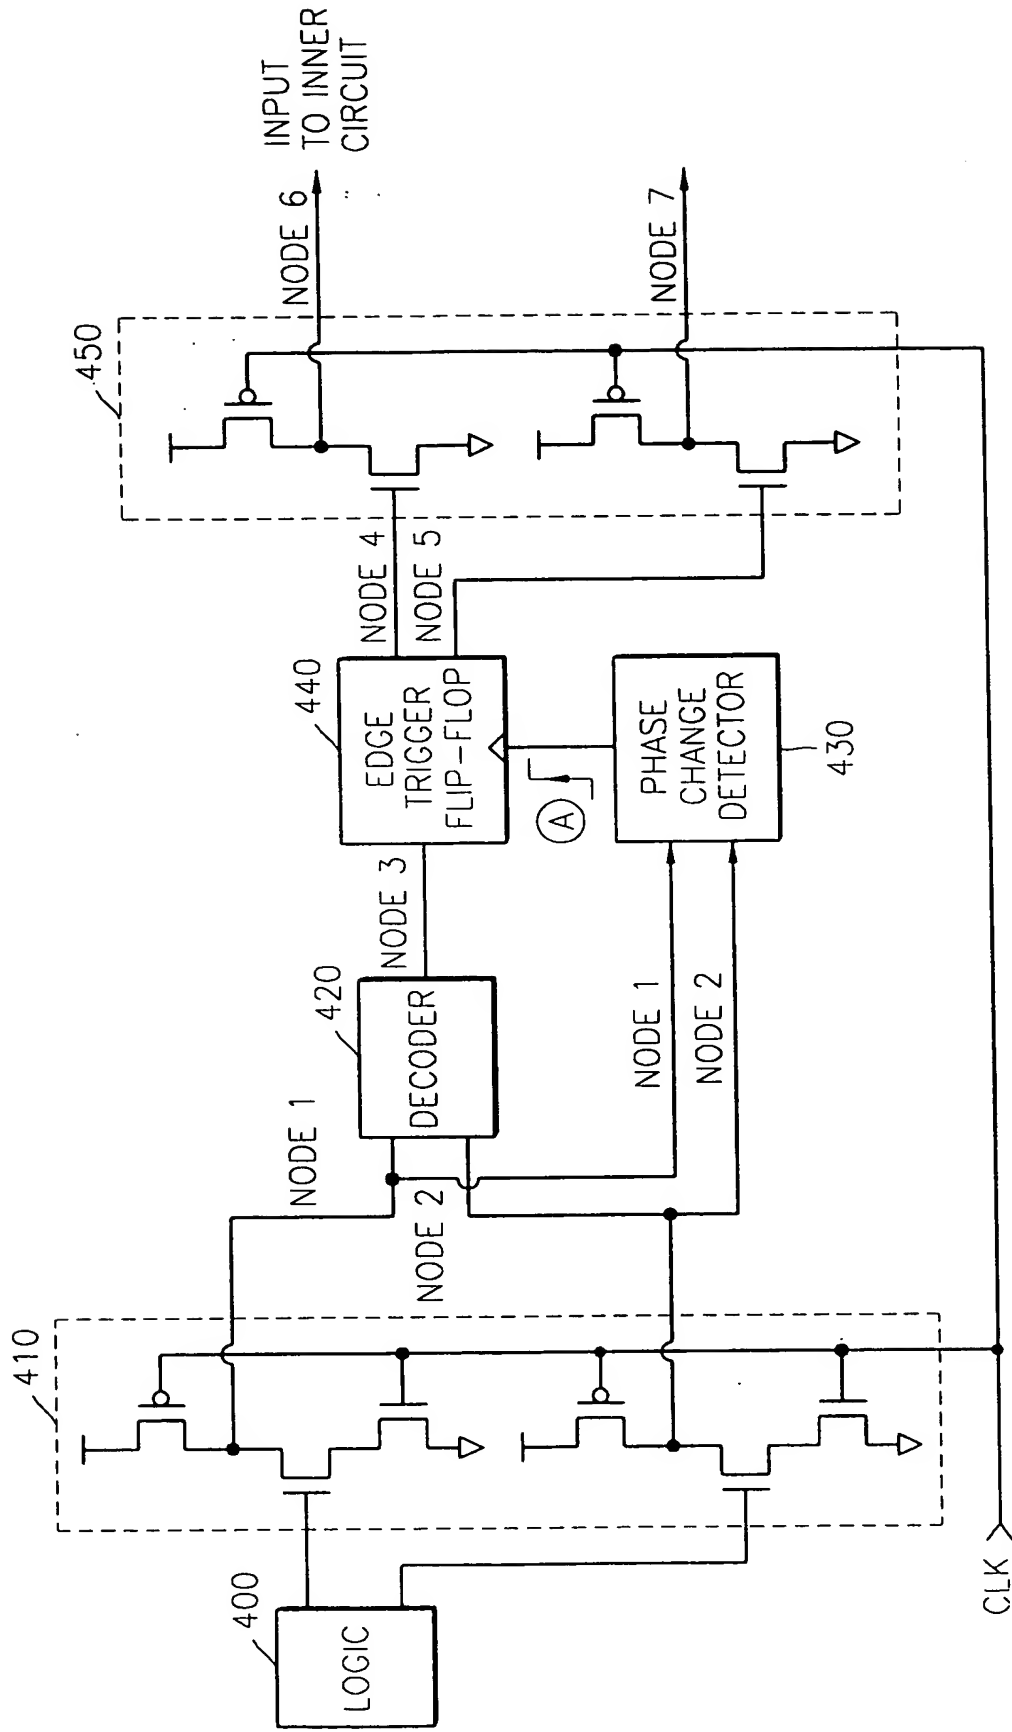 410
450
NODE 6
INPUT
TO INNER
CIRCUIT
NODE 1
420
440
NODE 4
400
LOGIC
NODE 2
DECODER
NODE 3
EDGE
TRIGGER
FLIP-FLOP
NODE 5
A
NODE 1
NODE 2
PHASE
CHANGE
DETECTOR
430
NODE 7
CLK